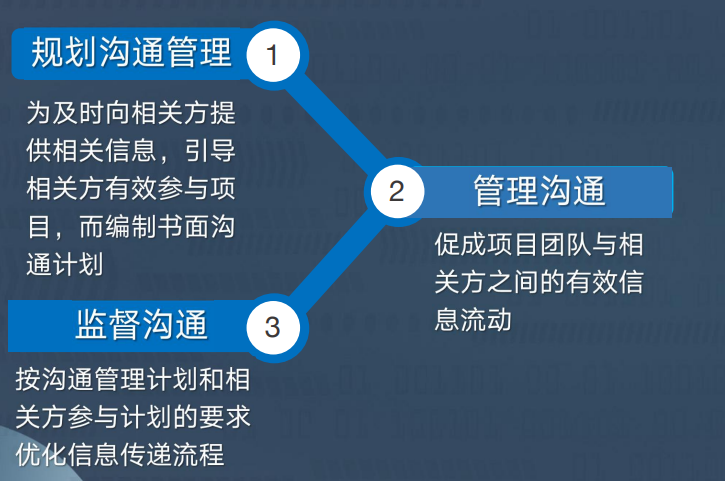 规划沟通管理 1
为及时向相关方提
供相关信息，引导
相关方有效参与项
目，而编制书面沟
通计划
2 管理沟通
促成项目团队与相
关方之间的有效信
息流动
监督沟通 3
按沟通管理计划和相
关方参与计划的要求
优化信息传递流程